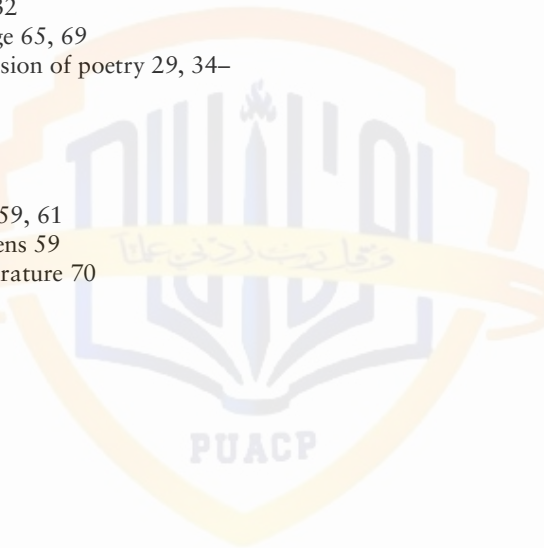 32
ge 65, 69
sion of poetry 29, 34–
59, 61
ens 59
rature 70
وقل رب زدني علما
PUACP